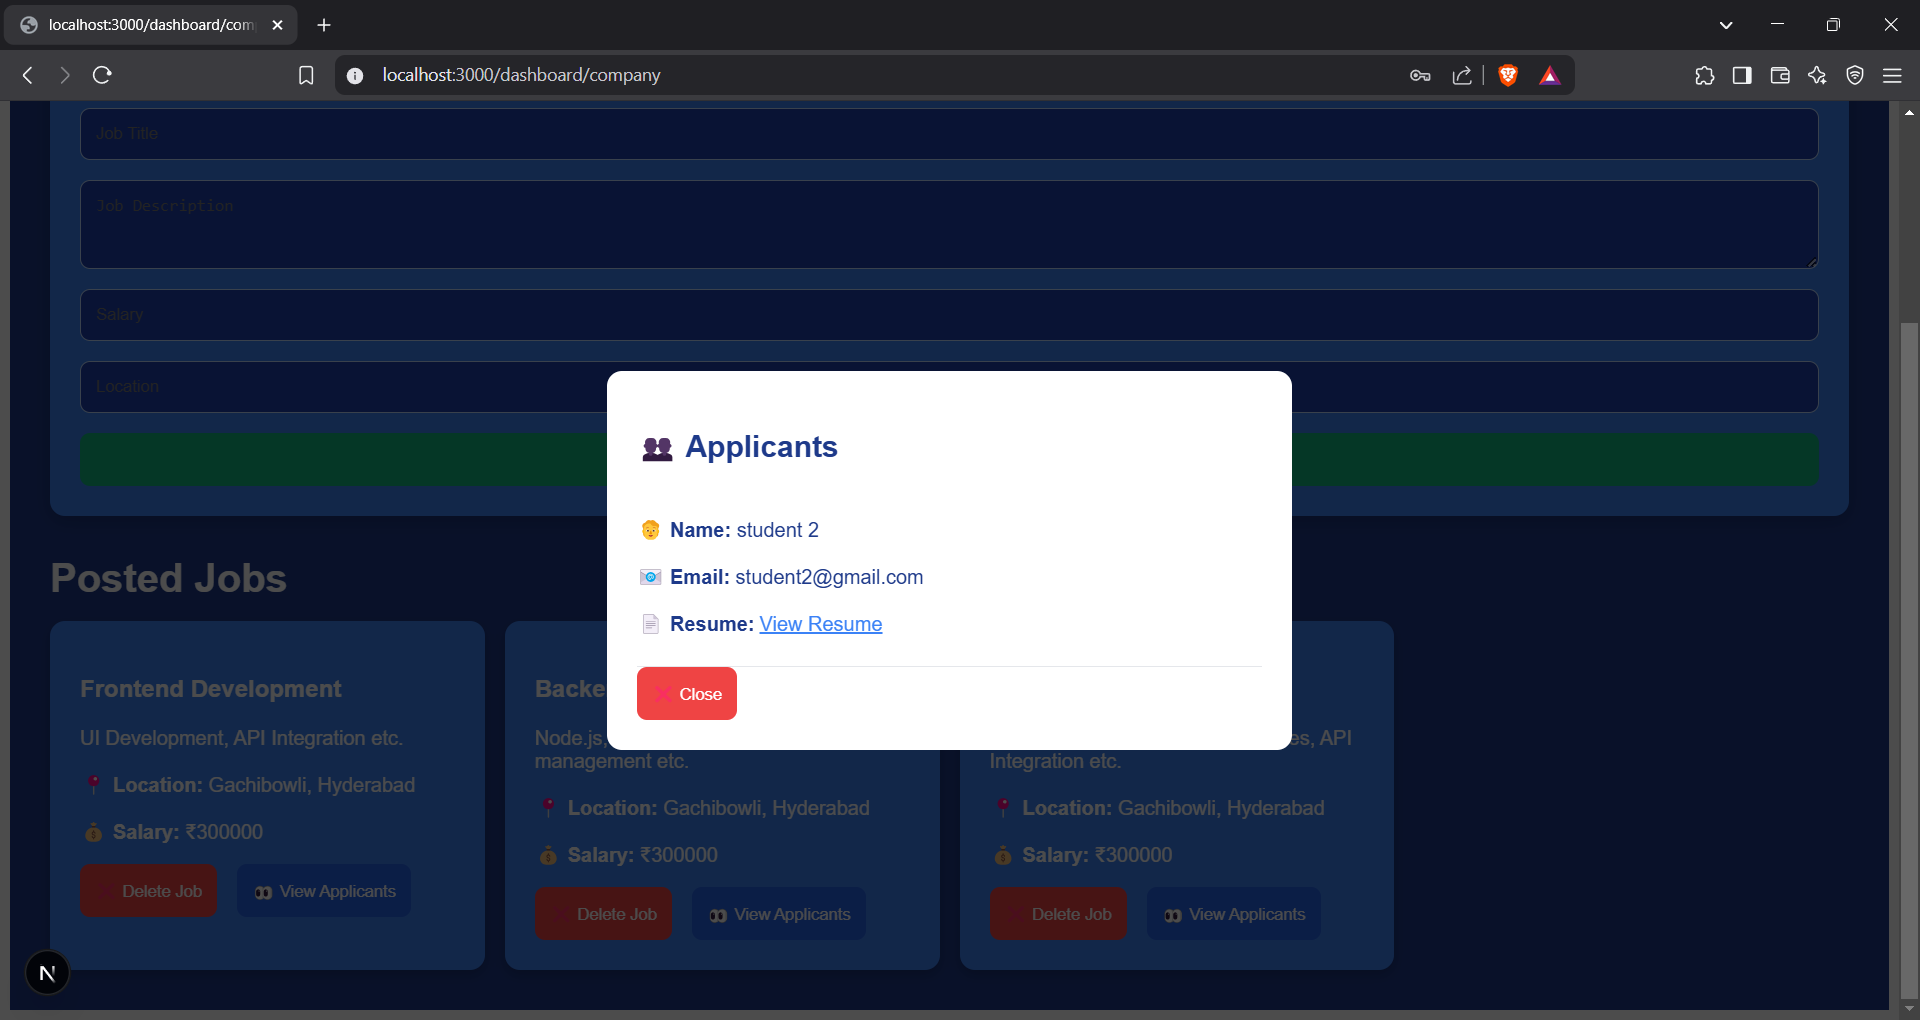 localhost:3000/dashboard/com
localhost:3000/dashboard/company
Job Title
Job Description
Salary
Location
Applicants
Name: student 2
Email: student2@gmail.com
Resume: View Resume
Close
Posted Jobs
Frontend Development
UI Development, API Integration etc.
Location: Gachibowli, Hyderabad
Salary: ₹300000
Delete Job
View Applicants
Backe
Node.js,
management etc.
Location: Gachibowli, Hyderabad
Salary: ₹300000
Delete Job
View Applicants
es, API
Integration etc.
Location: Gachibowli, Hyderabad
Salary: ₹300000
Delete Job
View Applicants
N